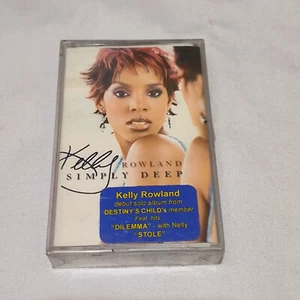 Kelly
ROWLAND
SIMPLY DEEP
Kelly Rowland
debut solo album from
DESTINY'S CHILD's member
Feat. hits
"DILEMMA" - with Nelly
"STOLE"